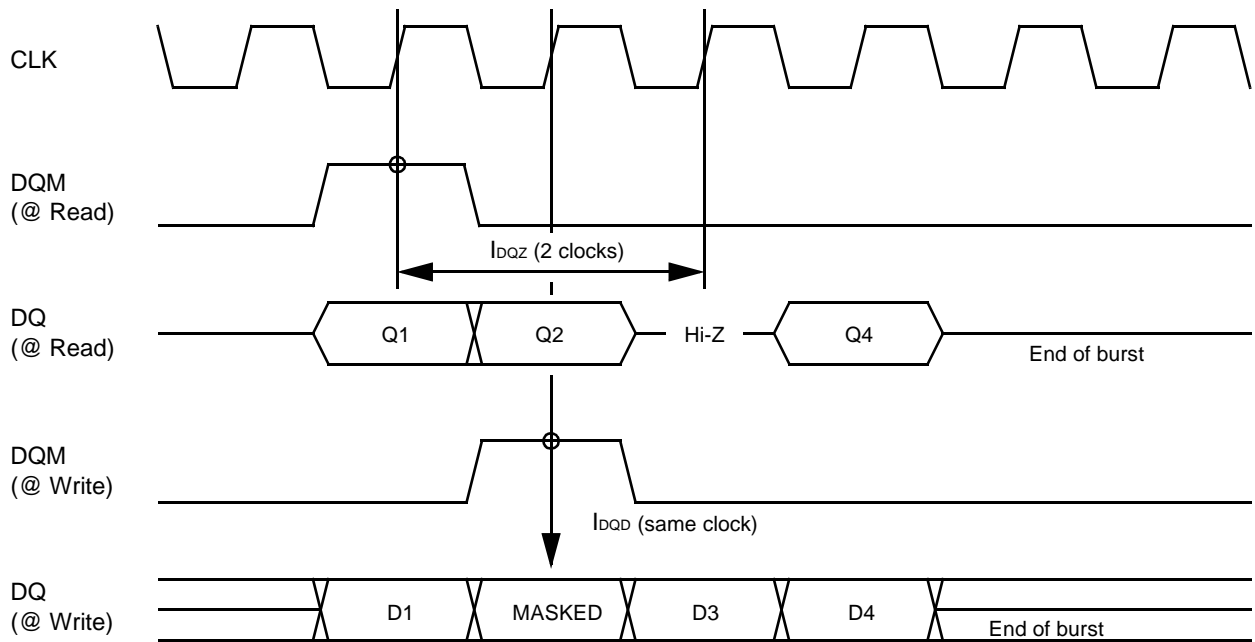 CLK
DQM
(@ Read)
IDQZ (2 clocks)
DQ
(@ Read)
Q1 Q2 Hi-Z Q4 End of burst
DQM
(@ Write)
IDQD (same clock)
DQ
(@ Write)
D1 MASKED D3 D4 End of burst